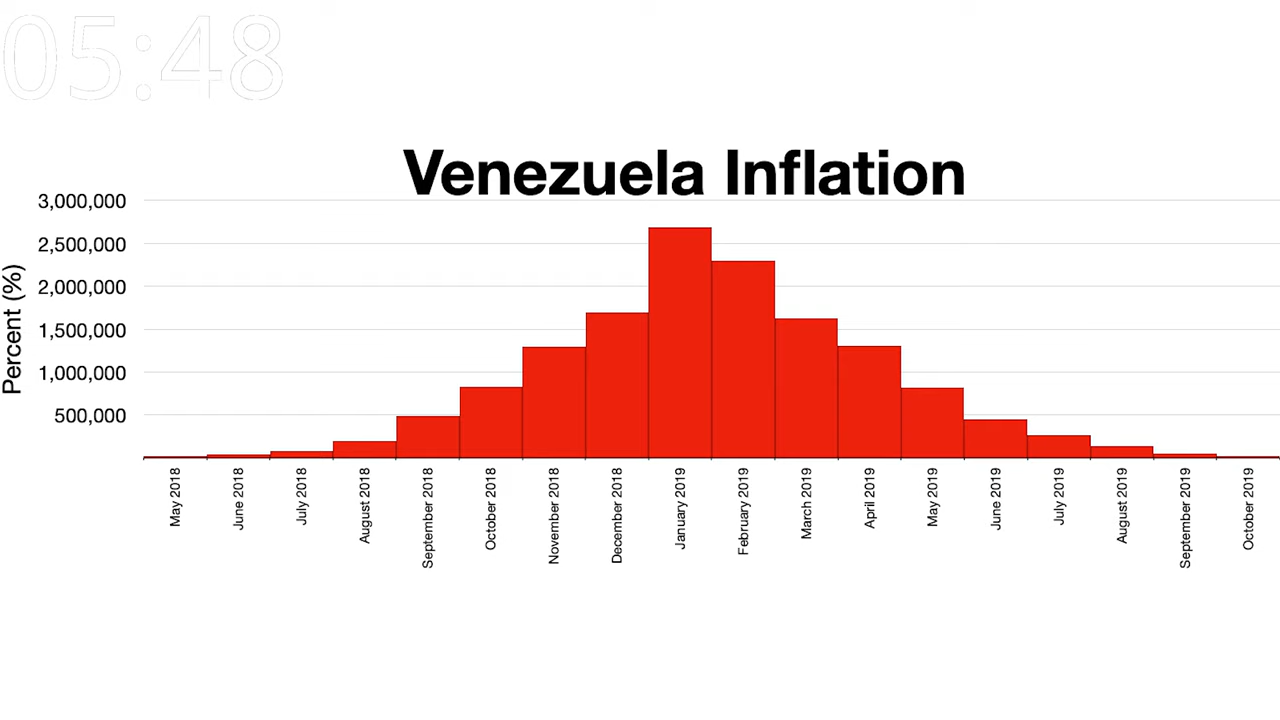 05:48
Venezuela Inflation
Percent (%)
3,000,000
2,500,000
2,000,000
1,500,000
1,000,000
500,000
May 2018
June 2018
July 2018
August 2018
September 2018
October 2018
November 2018
December 2018
January 2019
February 2019
March 2019
April 2019
May 2019
June 2019
July 2019
August 2019
September 2019
October 2019